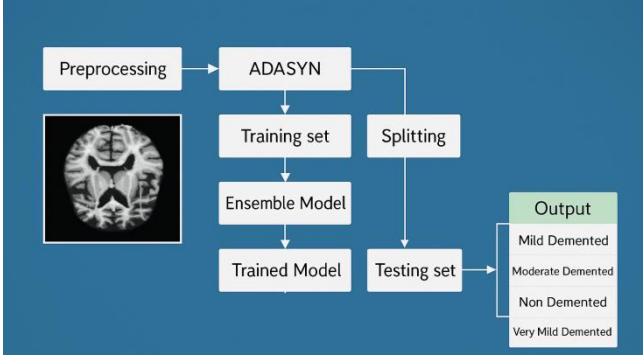 Preprocessing
ADASYN
Training set
Splitting
Ensemble Model
Trained Model
Testing set
Output
Mild Demented
Moderate Demented
Non Demented
Very Mild Demented